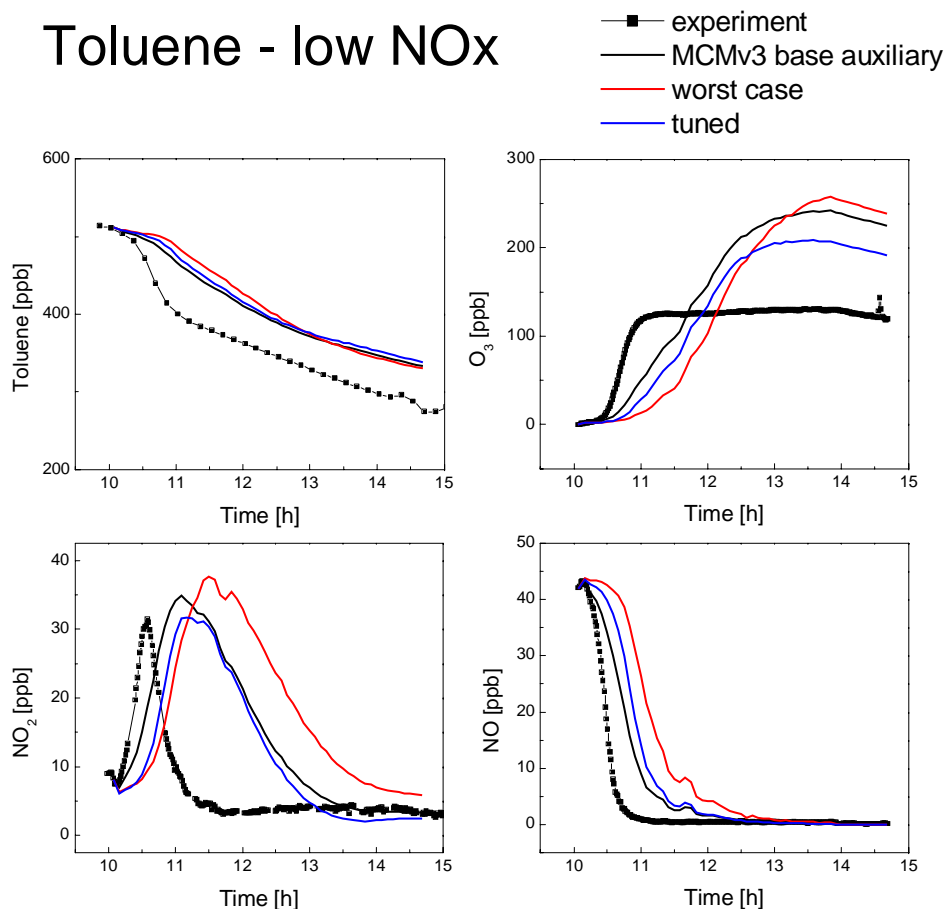 Toluene - low NOx
experiment
MCMv3 base auxiliary
worst case
tuned
600
400
200
Toluene [ppb]
10 11 12 13 14 15
Time [h]
300
200
100
0
O3 [ppb]
10 11 12 13 14 15
Time [h]
40
30
20
10
0
NO2 [ppb]
10 11 12 13 14 15
Time [h]
50
40
30
20
10
0
NO [ppb]
10 11 12 13 14 15
Time [h]